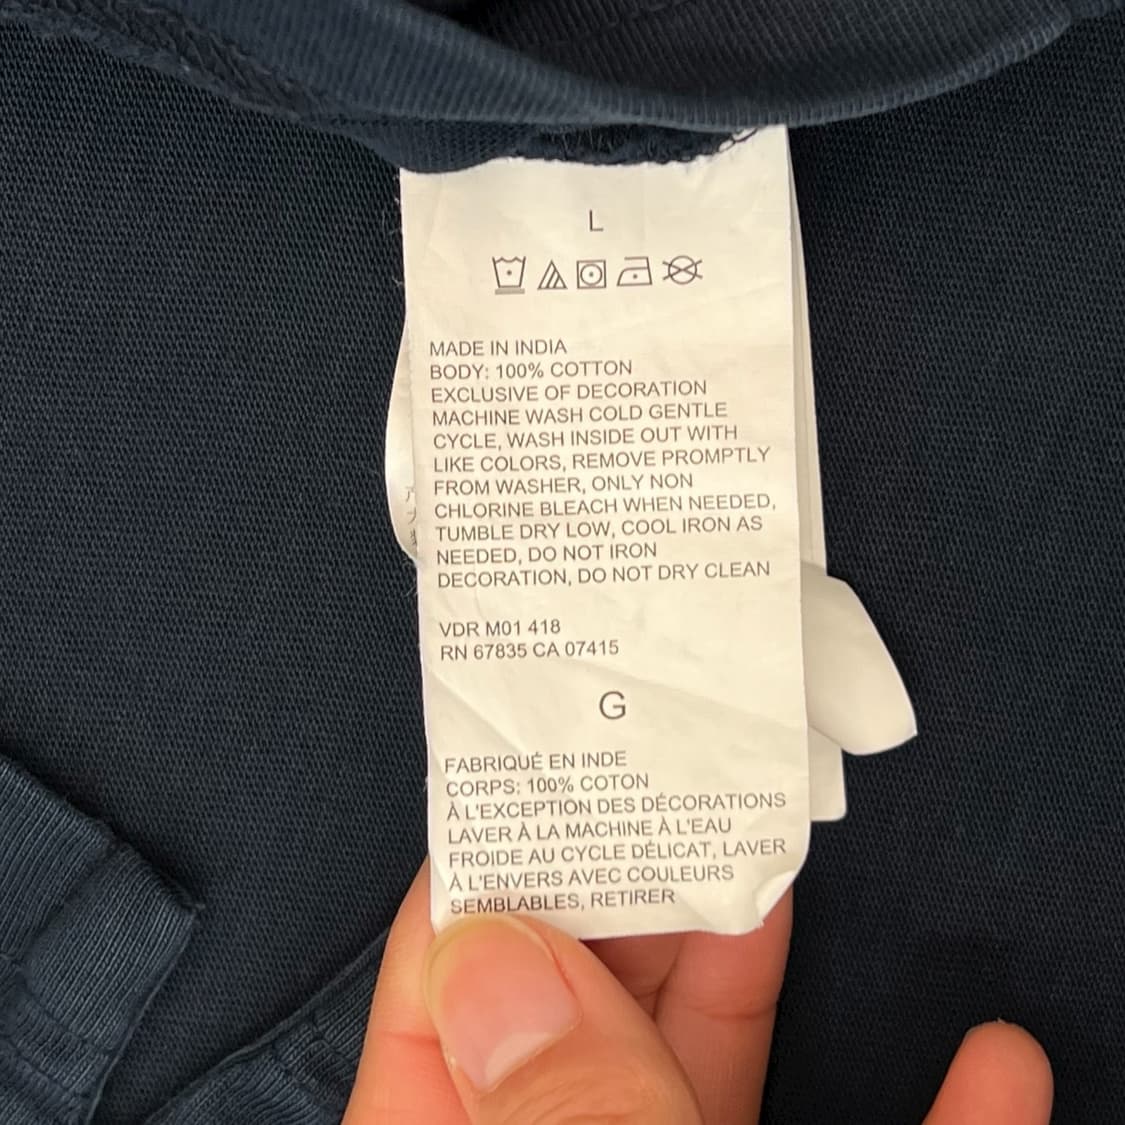 L
MADE IN INDIA
BODY: 100% COTTON
EXCLUSIVE OF DECORATION
MACHINE WASH COLD GENTLE
CYCLE, WASH INSIDE OUT WITH
LIKE COLORS, REMOVE PROMPTLY
FROM WASHER, ONLY NON
CHLORINE BLEACH WHEN NEEDED,
TUMBLE DRY LOW, COOL IRON AS
NEEDED, DO NOT IRON
DECORATION, DO NOT DRY CLEAN
VDR M01 418
RN 67835 CA 07415
G
FABRIQUÉ EN INDE
CORPS: 100% COTON
À L'EXCEPTION DES DÉCORATIONS
LAVER À LA MACHINE À L'EAU
FROIDE AU CYCLE DÉLICAT, LAVER
À L'ENVERS AVEC COULEURS
SEMBLABLES, RETIRER